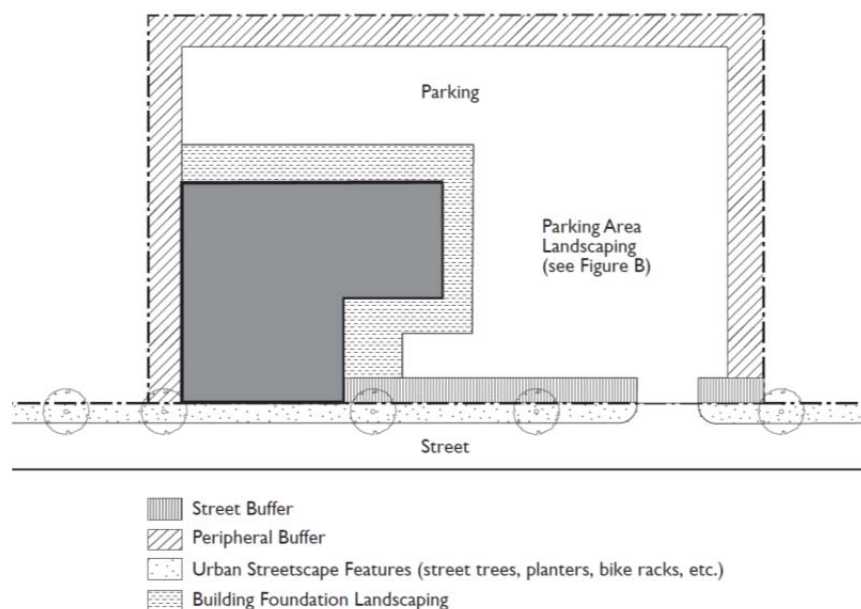 Parking
Parking Area
Landscaping
(see Figure B)
Street
Street Buffer
Peripheral Buffer
Urban Streetscape Features (street trees, planters, bike racks, etc.)
Building Foundation Landscaping